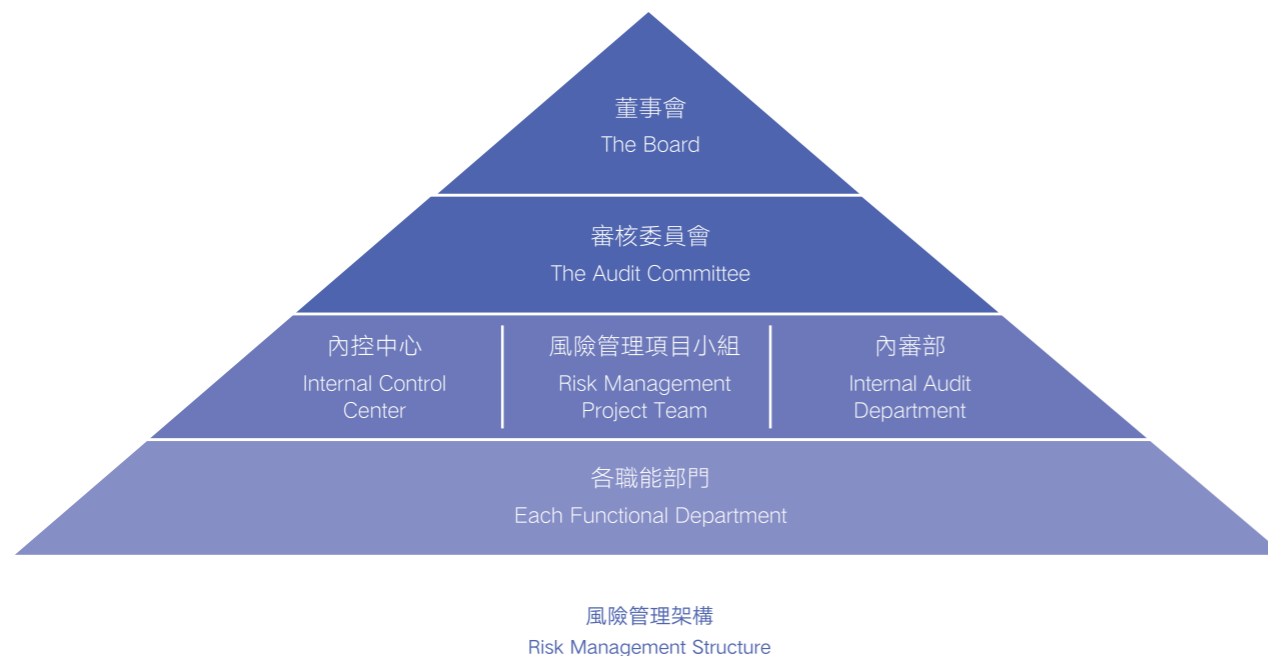 董事會
The Board
審核委員會
The Audit Committee
內控中心
Internal Control
Center
風險管理項目小組
Risk Management
Project Team
內審部
Internal Audit
Department
各職能部門
Each Functional Department
風險管理架構
Risk Management Structure